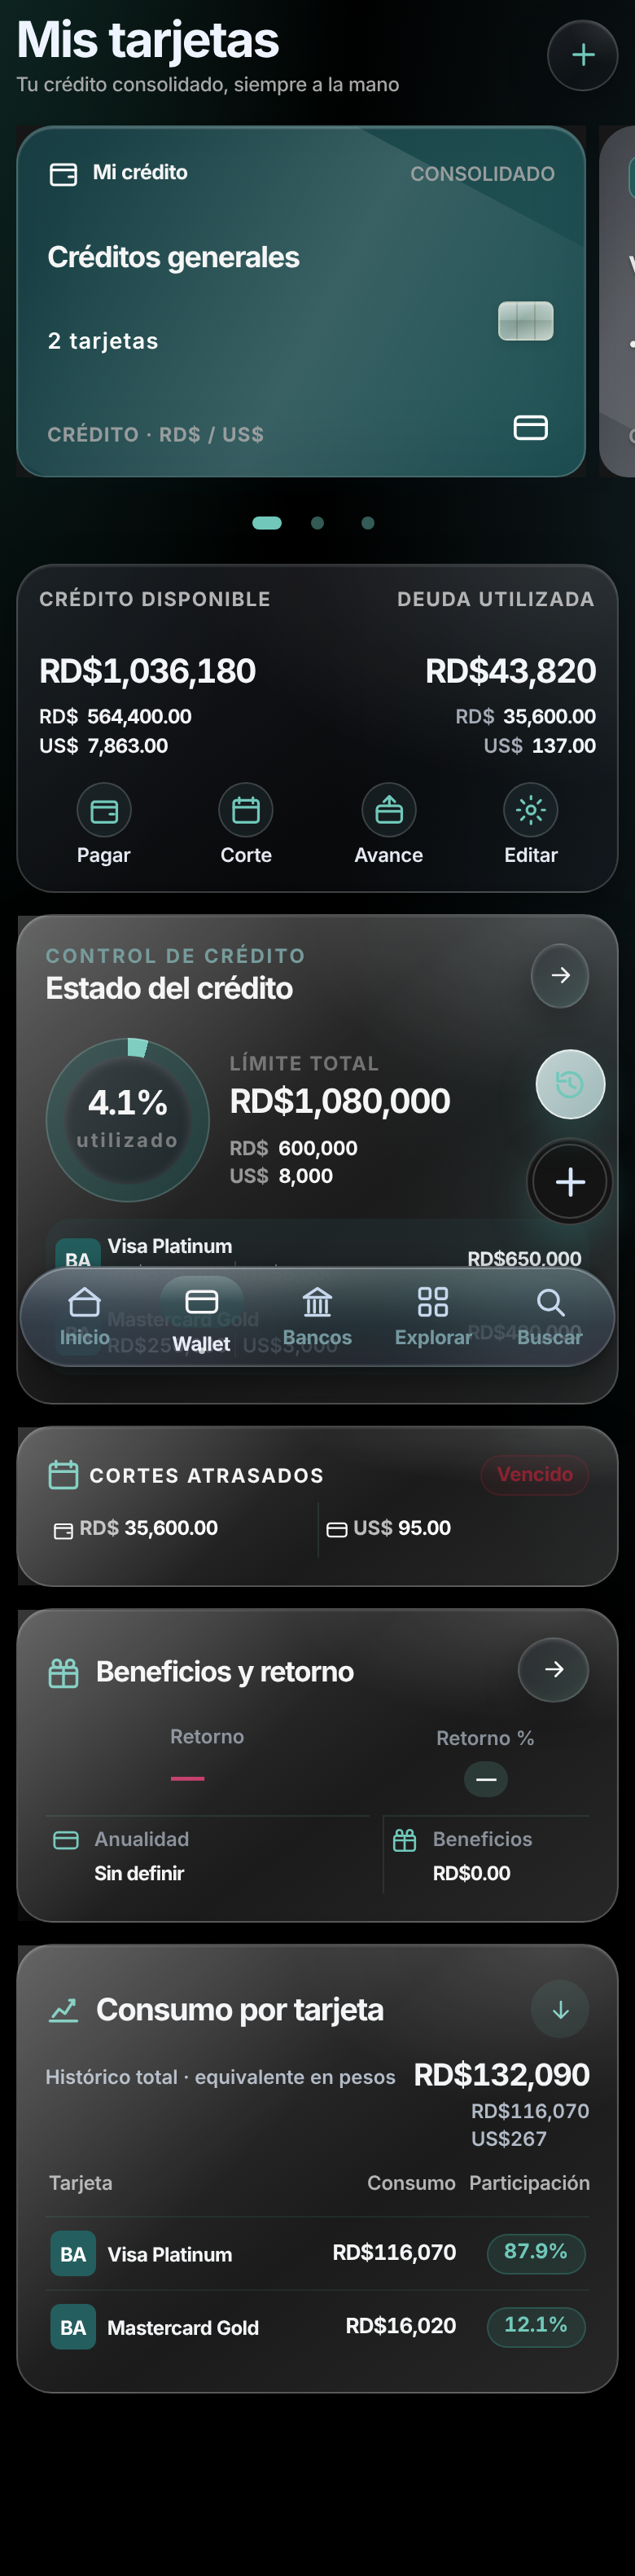 Mis tarjetas
Tu crédito consolidado, siempre a la mano
Mi crédito
CONSOLIDADO
Créditos generales
2 tarjetas
CRÉDITO · RD$ / US$
CRÉDITO DISPONIBLE
DEUDA UTILIZADA
RD$1,036,180
RD$43,820
RD$ 564,400.00
RD$ 35,600.00
US$ 7,863.00
US$ 137.00
Pagar
Corte
Avance
Editar
CONTROL DE CRÉDITO
Estado del crédito
4.1%
utilizado
LÍMITE TOTAL
RD$1,080,000
RD$ 600,000
US$ 8,000
BA
Visa Platinum
RD$650,000
Mastercard Gold
Inicio
Wallet
Bancos
Explorar
Buscar
CORTES ATRASADOS
Vencido
RD$ 35,600.00
US$ 95.00
Beneficios y retorno
Retorno
Retorno %
—
—
Anualidad
Sin definir
Beneficios
RD$0.00
Consumo por tarjeta
Histórico total · equivalente en pesos
RD$132,090
RD$116,070
US$267
Tarjeta
Consumo
Participación
BA
Visa Platinum
RD$116,070
87.9%
BA
Mastercard Gold
RD$16,020
12.1%